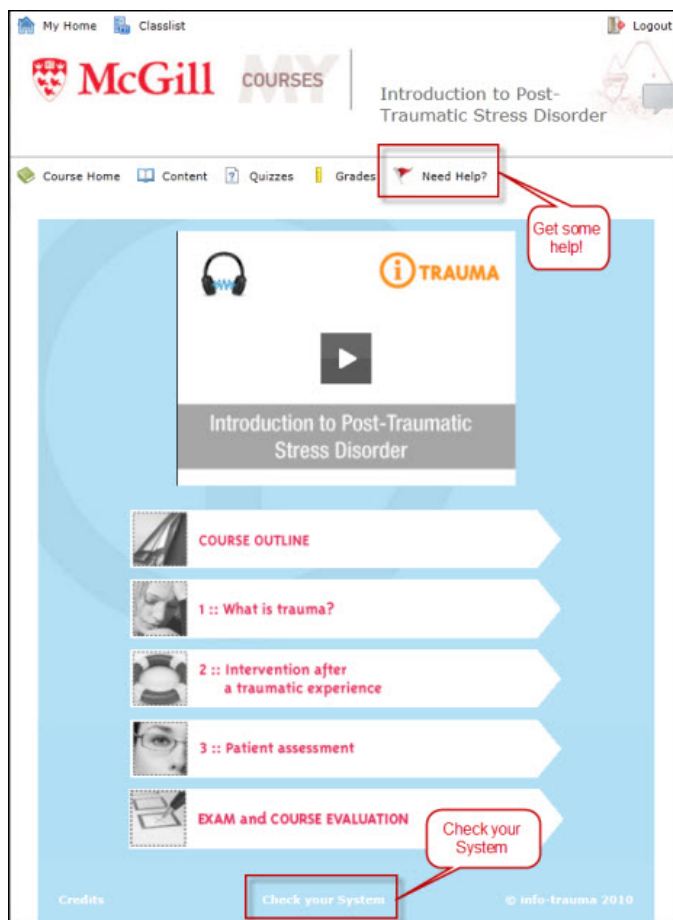 My Home Classlist Logout
McGill COURSES MY
Introduction to Post-
Traumatic Stress Disorder
Course Home Content ? Quizzes Grades Need Help?
Get some
help!
i TRAUMA
Introduction to Post-Traumatic
Stress Disorder
COURSE OUTLINE
1 :: What is trauma?
2 :: Intervention after
a traumatic experience
3 :: Patient assessment
EXAM and COURSE EVALUATION
Check your
System
Credits Check your System © info-trauma 2010